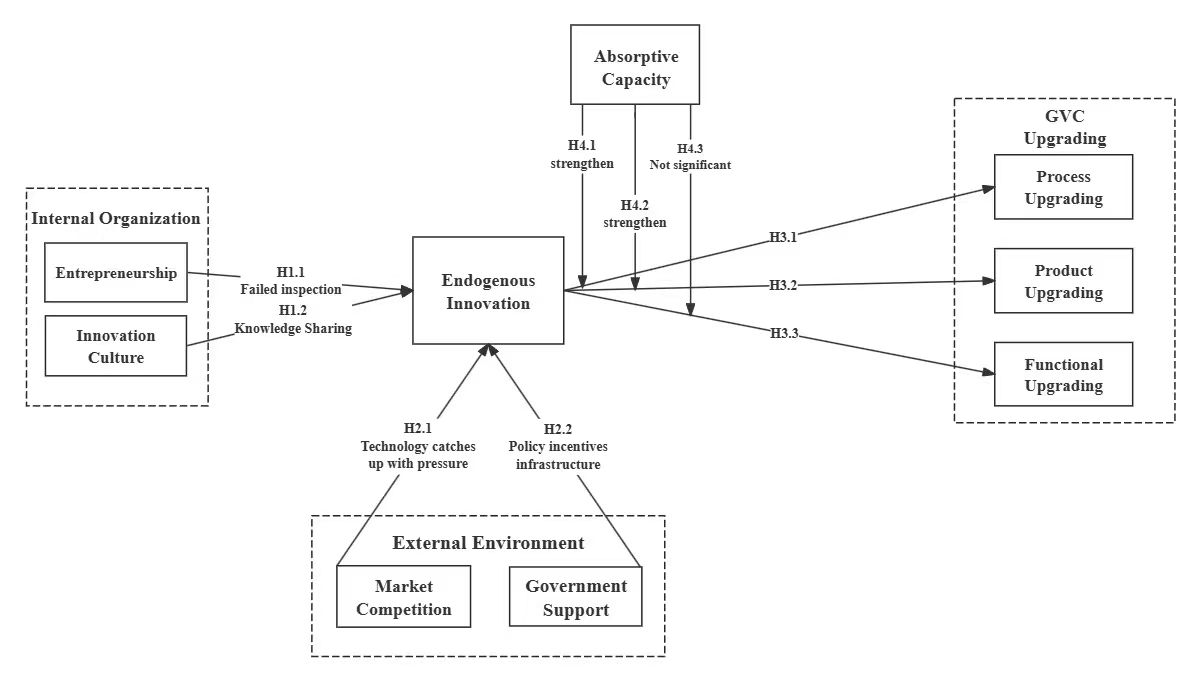 Absorptive
Capacity
H4.1
strengthen
H4.2
strengthen
H4.3
Not significant
GVC
Upgrading
Process
Upgrading
Product
Upgrading
Functional
Upgrading
H3.1
H3.2
H3.3
Internal Organization
Entrepreneurship
Innovation
Culture
H1.1
Failed inspection
H1.2
Knowledge Sharing
Endogenous
Innovation
H2.1
Technology catches
up with pressure
H2.2
Policy incentives
infrastructure
External Environment
Market
Competition
Government
Support